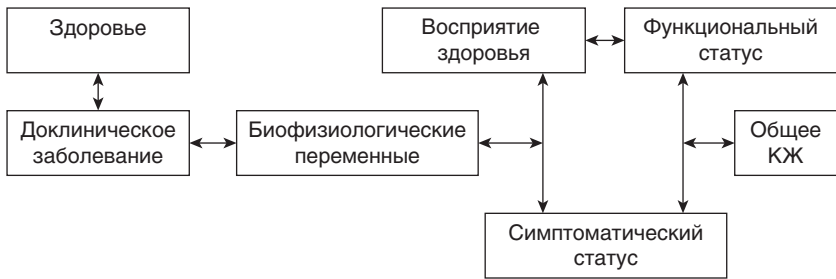 Здоровье
Восприятие
здоровья
Функциональный
статус
Доклиническое
заболевание
Биофизиологические
переменные
Общее
КЖ
Симптоматический
статус